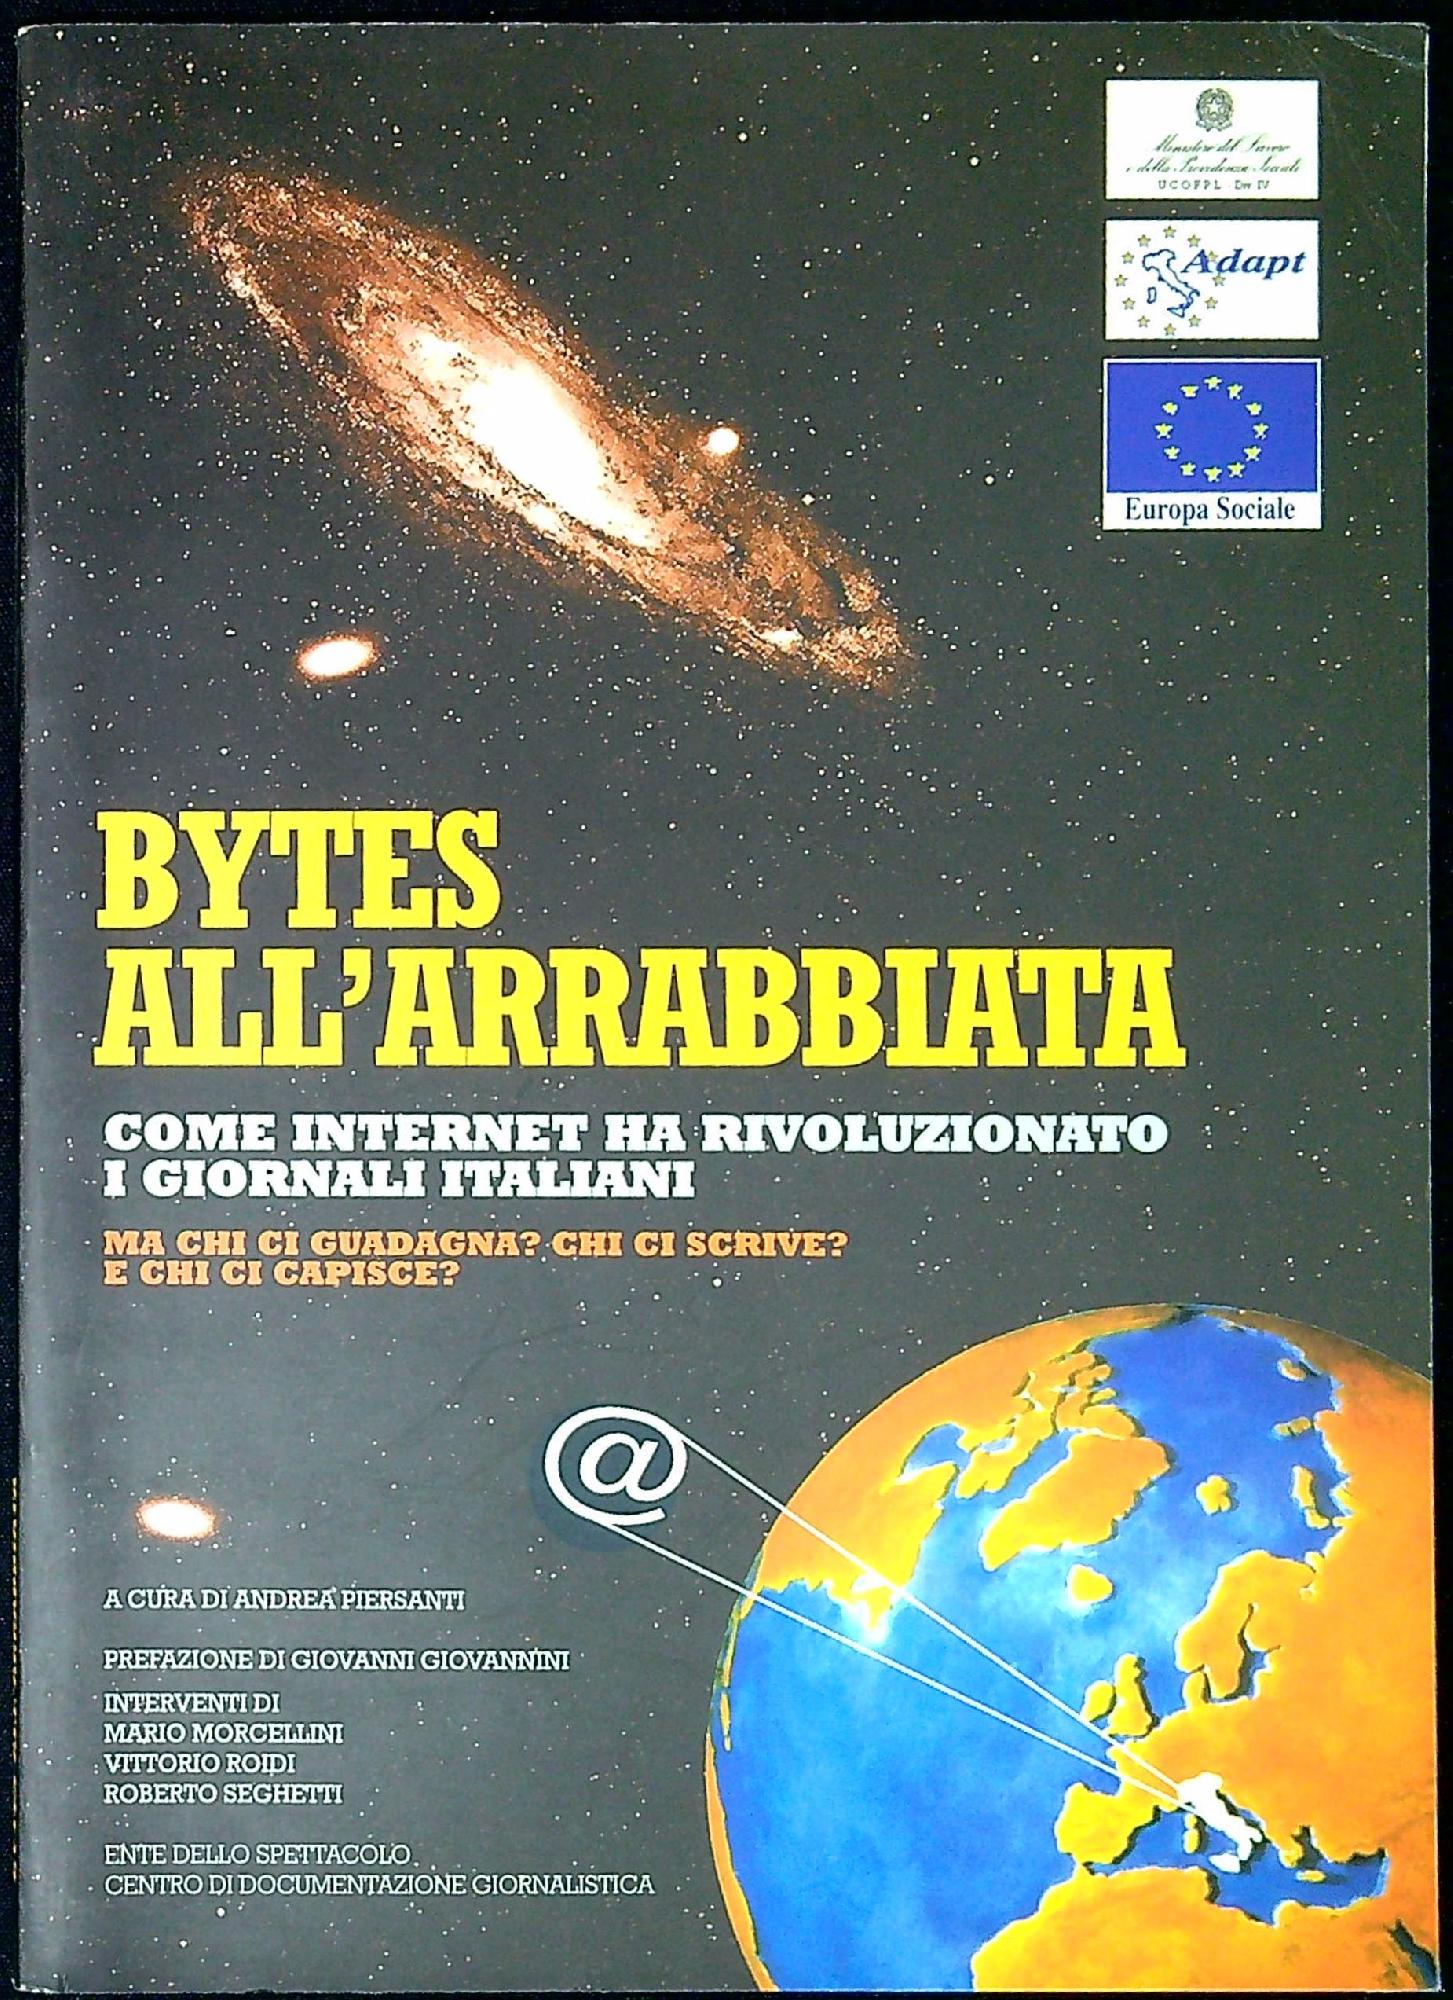 Ministero del Lavoro
e della Previdenza Sociale
UCOFPL - Div IV
Adapt
Europa Sociale
BYTES
ALL'ARRABBIATA
COME INTERNET HA RIVOLUZIONATO
I GIORNALI ITALIANI
MA CHI CI GUADAGNA? CHI CI SCRIVE?
E CHI CI CAPISCE?
@
A CURA DI ANDREA PIERSANTI
PREFAZIONE DI GIOVANNI GIOVANNINI
INTERVENTI DI
MARIO MORCELLINI
VITTORIO ROIDI
ROBERTO SEGHETTI
ENTE DELLO SPETTACOLO
CENTRO DI DOCUMENTAZIONE GIORNALISTICA